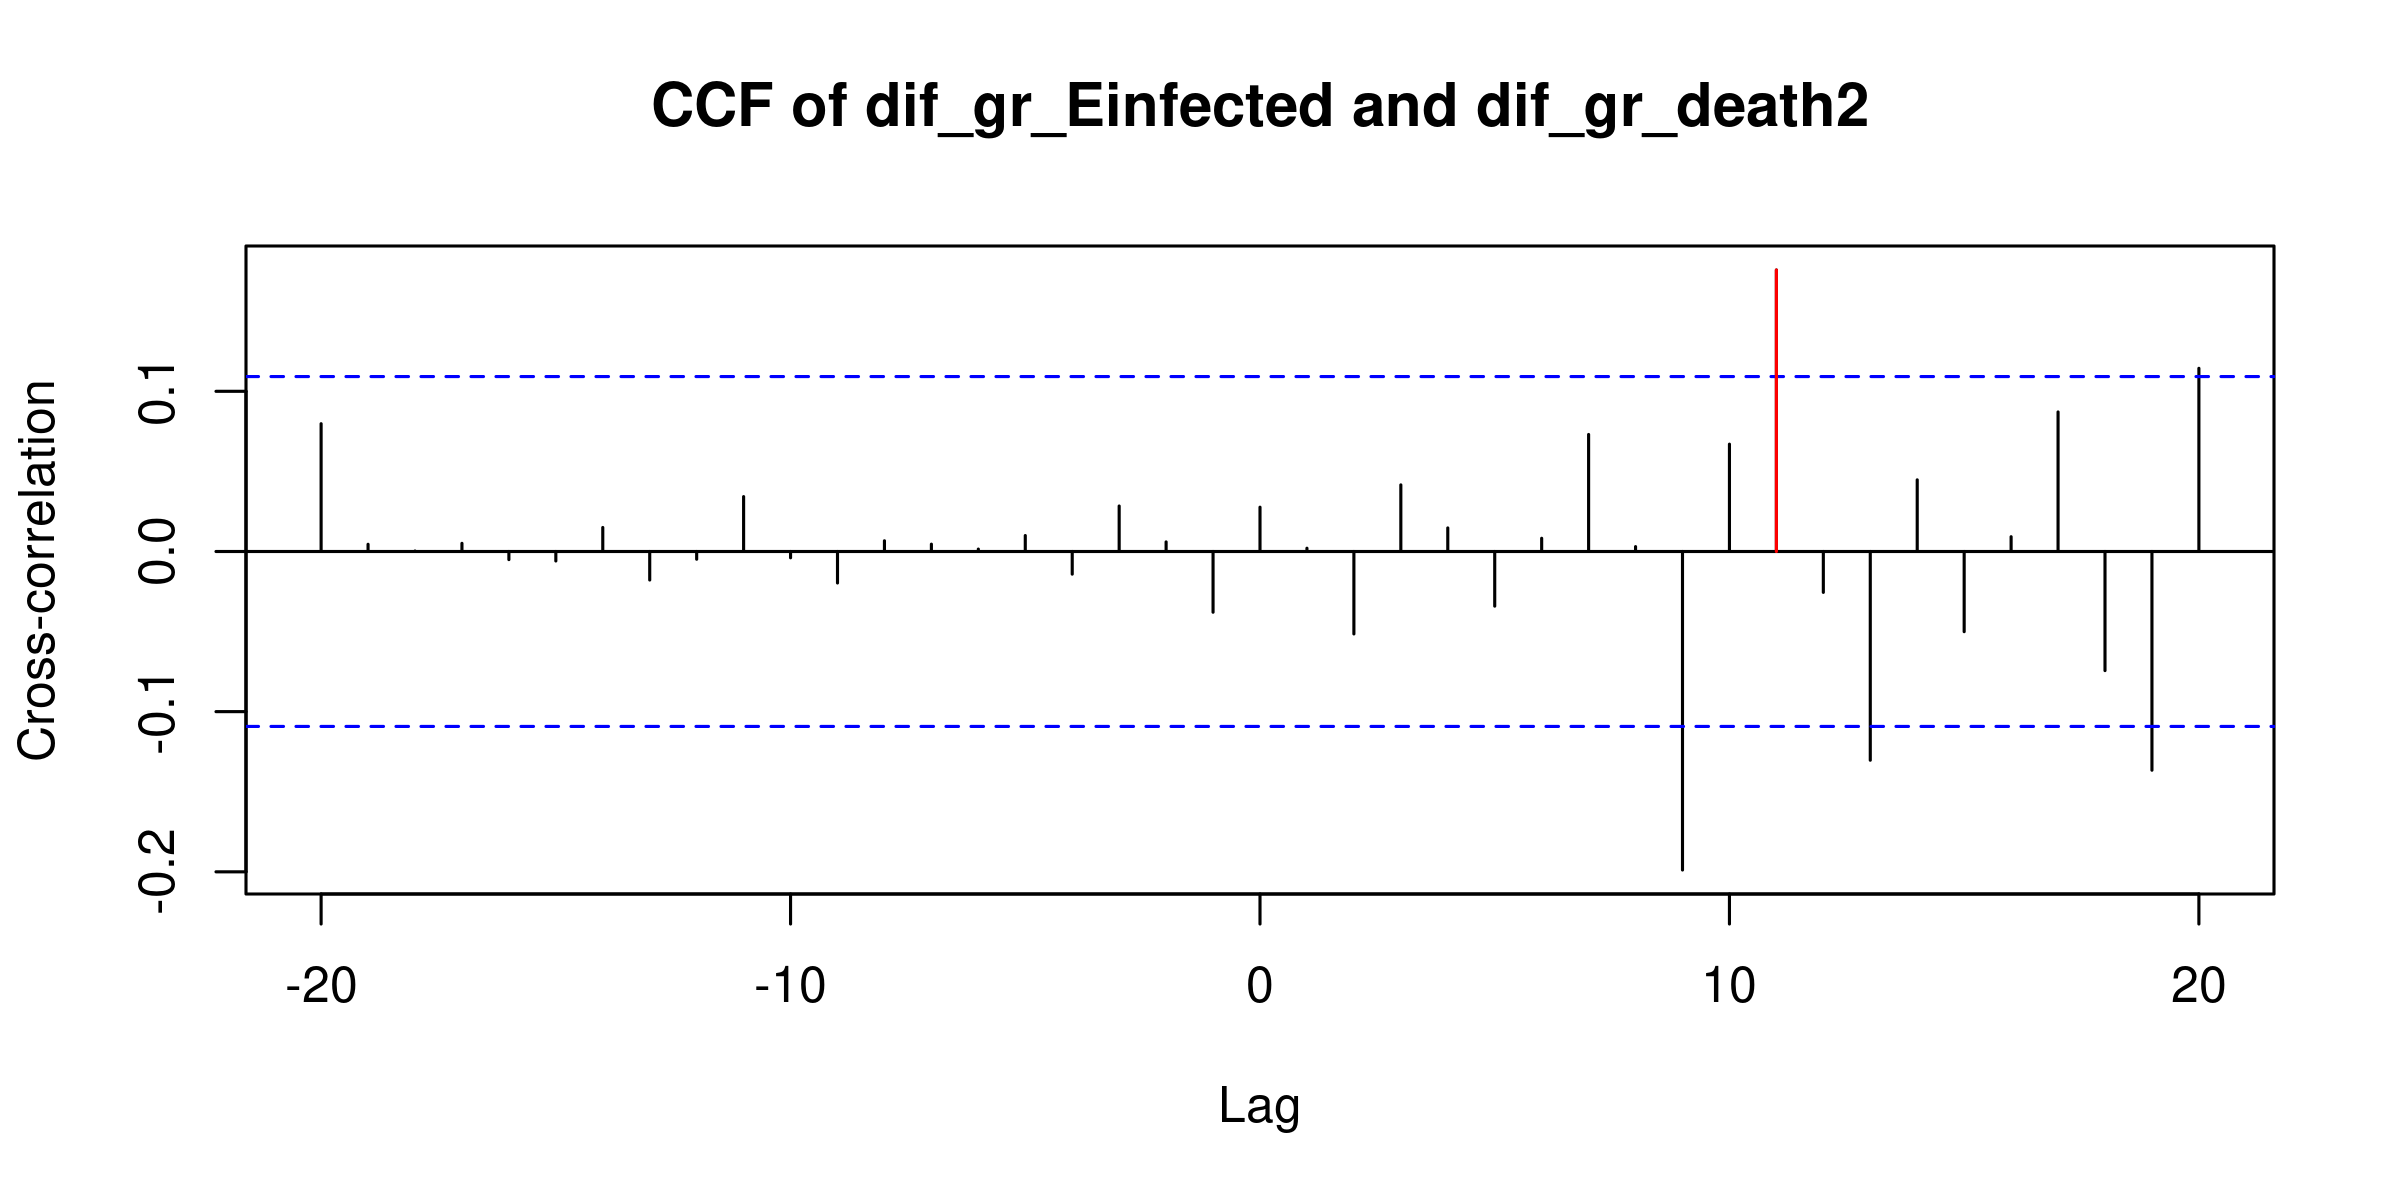 CCF of dif_gr_Einfected and dif_gr_death2
Cross-correlation
0.1
0.0
-0.1
-0.2
-20 -10 0 10 20
Lag